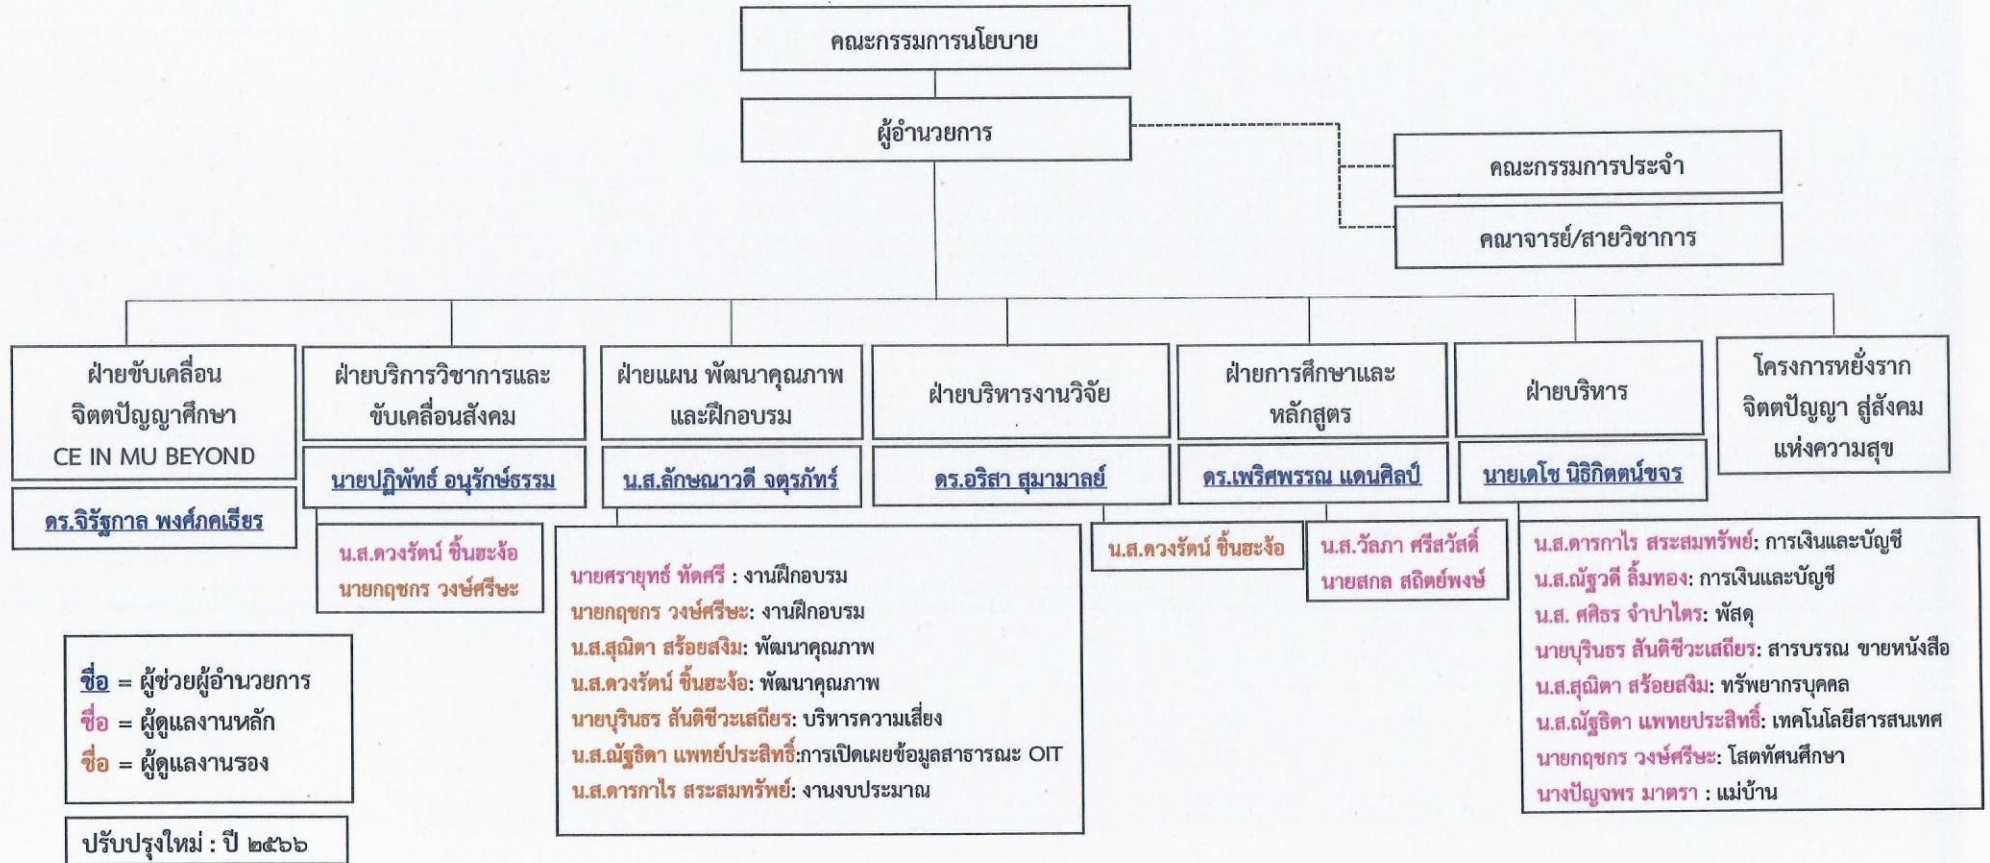 คณะกรรมการนโยบาย
ผู้อำนวยการ
คณะกรรมการประจำ
คณาจารย์/สายวิชาการ
ฝ่ายขับเคลื่อน
จิตตปัญญาศึกษา
CE IN MU BEYOND
ดร.จิรัฐกาล พงศ์ภคเธียร
ฝ่ายบริการวิชาการและ
ขับเคลื่อนสังคม
นายปฏิพัทธ์ อนุรักษ์ธรรม
น.ส.ดวงรัตน์ ชิ้นฮะง้อ
นายกฤชกร วงษ์ศรีษะ
ฝ่ายแผน พัฒนาคุณภาพ
และฝึกอบรม
น.ส.ลักษณาวดี จตุรภัทร์
นายศรายุทธ์ ทัดศรี : งานฝึกอบรม
นายกฤชกร วงษ์ศรีษะ: งานฝึกอบรม
น.ส.สุณิตา สร้อยสงิม: พัฒนาคุณภาพ
น.ส.ดวงรัตน์ ชิ้นฮะง้อ: พัฒนาคุณภาพ
นายบุรินธร สันติชีวะเสถียร: บริหารความเสี่ยง
น.ส.ณัฐธิดา แพทย์ประสิทธิ์:การเปิดเผยข้อมูลสาธารณะ OIT
น.ส.ดารกาไร สระสมทรัพย์: งานงบประมาณ
ฝ่ายบริหารงานวิจัย
ดร.อริสา สุมามาลย์
น.ส.ดวงรัตน์ ชิ้นฮะง้อ
ฝ่ายการศึกษาและ
หลักสูตร
ดร.เพริศพรรณ แดนศิลป์
น.ส.วัลภา ศรีสวัสดิ์
นายสกล สถิตย์พงษ์
ฝ่ายบริหาร
นายเดโช นิธิกิตตน์ขจร
น.ส.ดารกาไร สระสมทรัพย์: การเงินและบัญชี
น.ส.ณัฐวดี ลิ้มทอง: การเงินและบัญชี
น.ส. ศศิธร จำปาไตร: พัสดุ
นายบุรินธร สันติชีวะเสถียร: สารบรรณ ขายหนังสือ
น.ส.สุณิตา สร้อยสงิม: ทรัพยากรบุคคล
น.ส.ณัฐธิดา แพทยประสิทธิ์: เทคโนโลยีสารสนเทศ
นายกฤชกร วงษ์ศรีษะ: โสตทัศนศึกษา
นางปัญจพร มาตรา : แม่บ้าน
โครงการหยั่งราก
จิตตปัญญา สู่สังคม
แห่งความสุข
ชื่อ = ผู้ช่วยผู้อำนวยการ
ชื่อ = ผู้ดูแลงานหลัก
ชื่อ = ผู้ดูแลงานรอง
ปรับปรุงใหม่ : ปี ๒๕๖๖